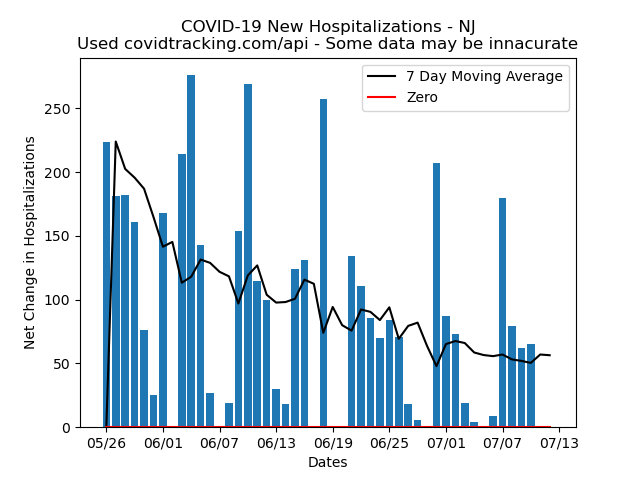 COVID-19 New Hospitalizations - NJ
Used covidtracking.com/api - Some data may be innacurate
7 Day Moving Average
Zero
Net Change in Hospitalizations
250
200
150
100
50
0
05/26 06/01 06/07 06/13 06/19 06/25 07/01 07/07 07/13
Dates